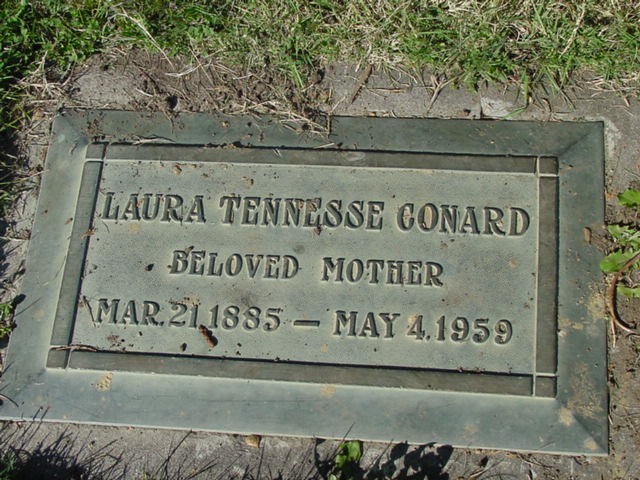 LAURA TENNESSE CONARD
BELOVED MOTHER
MAR. 21 1885 — MAY 4, 1959